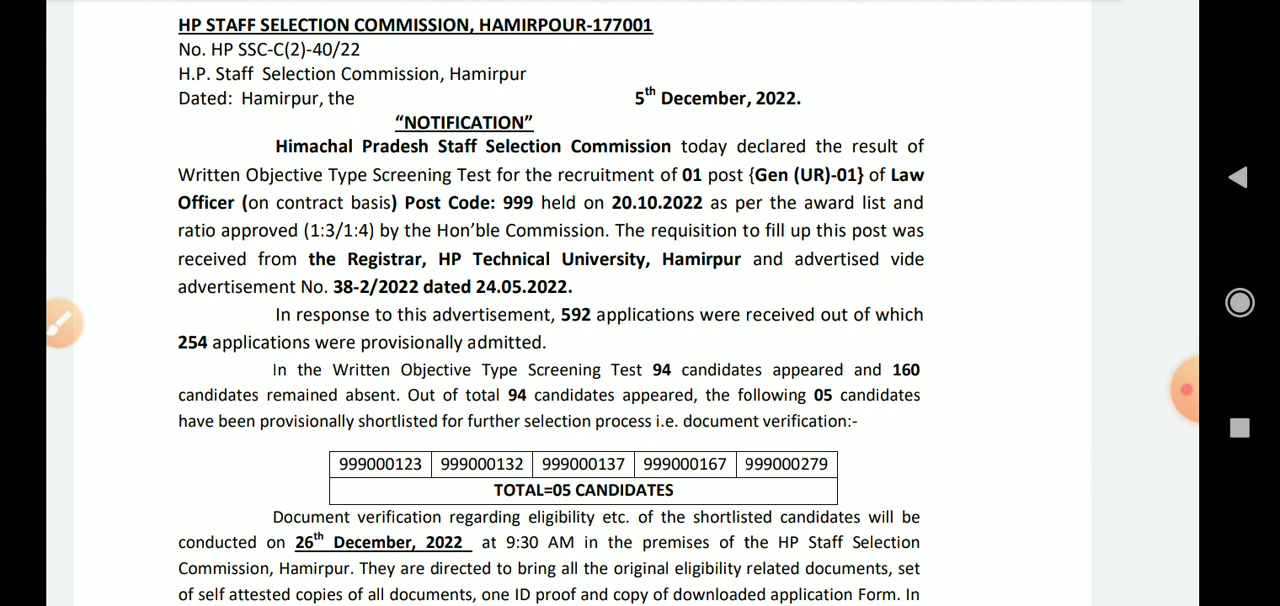 HP STAFF SELECTION COMMISSION, HAMIRPOUR-177001
No. HP SSC-C(2)-40/22
H.P. Staff Selection Commission, Hamirpur
Dated: Hamirpur, the 5th December, 2022.
“NOTIFICATION”
Himachal Pradesh Staff Selection Commission today declared the result of
Written Objective Type Screening Test for the recruitment of 01 post {Gen (UR)-01} of Law
Officer (on contract basis) Post Code: 999 held on 20.10.2022 as per the award list and
ratio approved (1:3/1:4) by the Hon’ble Commission. The requisition to fill up this post was
received from the Registrar, HP Technical University, Hamirpur and advertised vide
advertisement No. 38-2/2022 dated 24.05.2022.
In response to this advertisement, 592 applications were received out of which
254 applications were provisionally admitted.
In the Written Objective Type Screening Test 94 candidates appeared and 160
candidates remained absent. Out of total 94 candidates appeared, the following 05 candidates
have been provisionally shortlisted for further selection process i.e. document verification:-
999000123 999000132 999000137 999000167 999000279
TOTAL=05 CANDIDATES
Document verification regarding eligibility etc. of the shortlisted candidates will be
conducted on 26th December, 2022 at 9:30 AM in the premises of the HP Staff Selection
Commission, Hamirpur. They are directed to bring all the original eligibility related documents, set
of self attested copies of all documents, one ID proof and copy of downloaded application Form. In